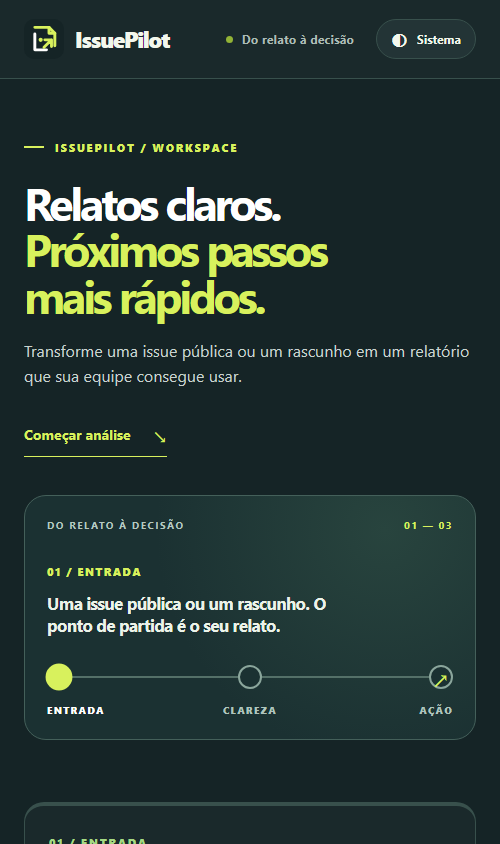 IssuePilot
Do relato à decisão
Sistema
ISSUEPILOT / WORKSPACE
Relatos claros.
Próximos passos
mais rápidos.
Transforme uma issue pública ou um rascunho em um relatório
que sua equipe consegue usar.
Começar análise ↘
DO RELATO À DECISÃO
01 — 03
01 / ENTRADA
Uma issue pública ou um rascunho. O
ponto de partida é o seu relato.
ENTRADA
CLAREZA
AÇÃO
01 / ENTRADA